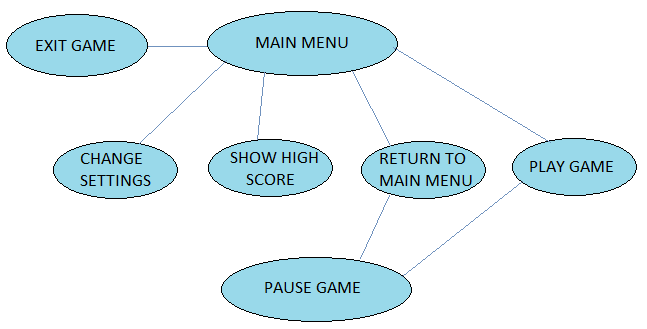 EXIT GAME
MAIN MENU
CHANGE
SETTINGS
SHOW HIGH
SCORE
RETURN TO
MAIN MENU
PLAY GAME
PAUSE GAME